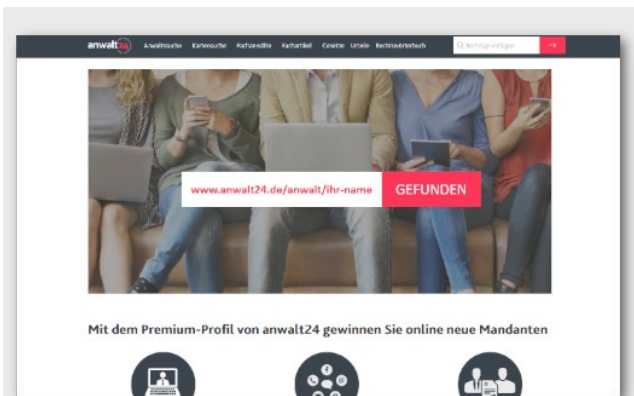 anwalt24
Anwaltssuche Kartensuche Fachanwälte Fachartikel Gesetze Urteile Rechtswörterbuch
www.anwalt24.de/anwalt/ihr-name GEFUNDEN
Mit dem Premium-Profil von anwalt24 gewinnen Sie online neue Mandanten